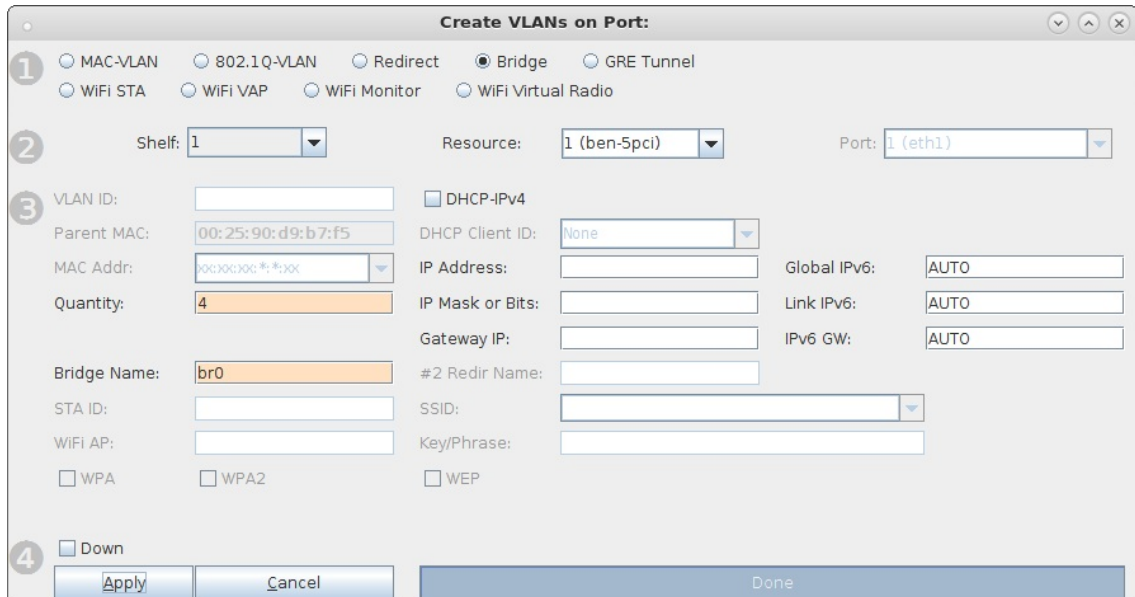 Create VLANs on Port:
1 MAC-VLAN 802.1Q-VLAN Redirect Bridge GRE Tunnel
WiFi STA WiFi VAP WiFi Monitor WiFi Virtual Radio
2 Shelf: 1 Resource: 1 (ben-5pci) Port: 1 (eth1)
3 VLAN ID: DHCP-IPv4
Parent MAC: 00:25:90:d9:b7:f5 DHCP Client ID: None
MAC Addr: xx:xx:xx:*:*:xx IP Address: Global IPv6: AUTO
Quantity: 4 IP Mask or Bits: Link IPv6: AUTO
Gateway IP: IPv6 GW: AUTO
Bridge Name: br0 #2 Redir Name:
STA ID: SSID:
WiFi AP: Key/Phrase:
WPA WPA2 WEP
4 Down
Apply Cancel Done